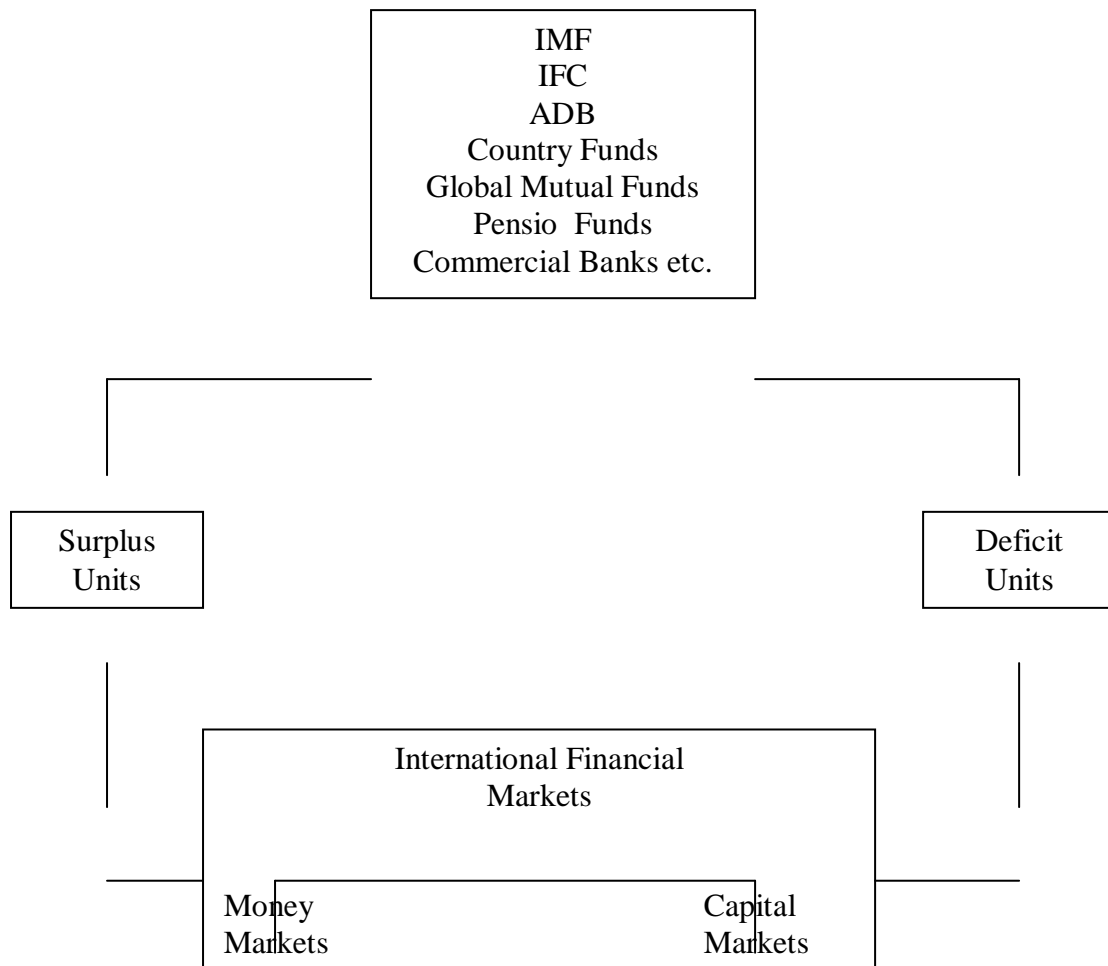 IMF
IFC
ADB
Country Funds
Global Mutual Funds
Pensio Funds
Commercial Banks etc.
Surplus
Units
Deficit
Units
International Financial
Markets
Money
Markets
Capital
Markets